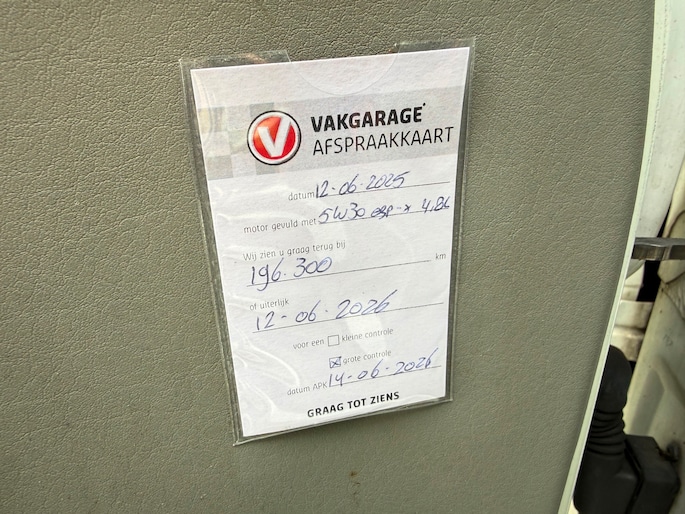 V VAKGARAGE
AFSPRAAKKAART
datum 12-06-2025
motor gevuld met 5W30
Wij zien u graag terug bij
196.300 km
of uiterlijk
12-06-2026
voor een kleine controle
grote controle
datum APK 14-06-2026
GRAAG TOT ZIENS